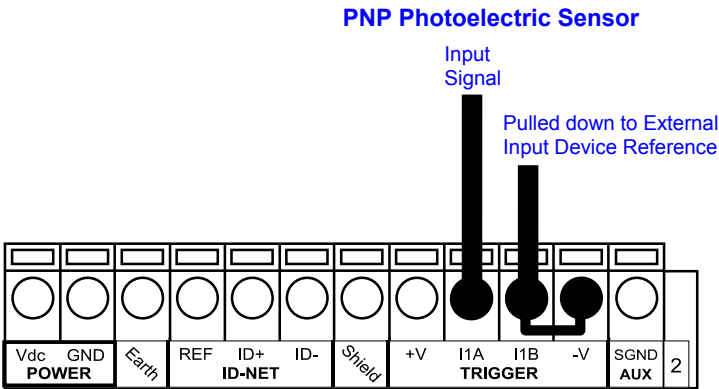 PNP Photoelectric Sensor
Input
Signal
Pulled down to External
Input Device Reference
Vdc GND Earth REF ID+ ID- Shield +V I1A I1B -V SGND 2
POWER ID-NET TRIGGER AUX